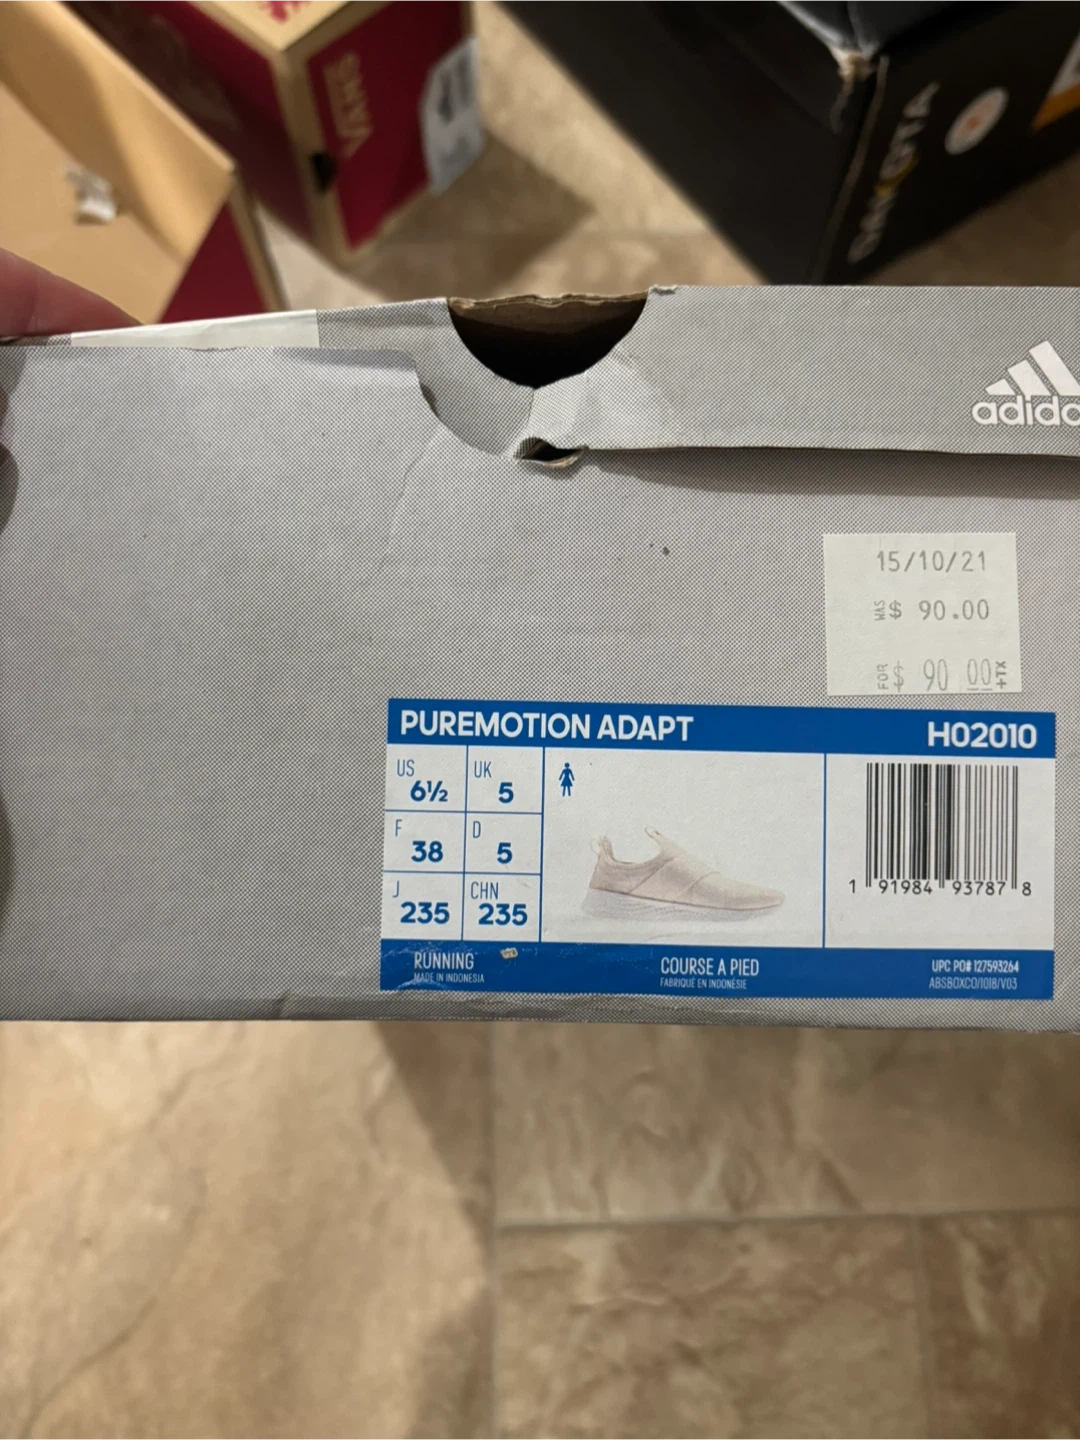 VANS
DAKOTA
adidas
15/10/21
WAS $ 90.00
FOR $ 90 00 +TX
PUREMOTION ADAPT
H02010
US 6½
UK 5
F 38
D 5
J 235
CHN 235
1 91984 93787 8
RUNNING
MADE IN INDONESIA
COURSE A PIED
FABRIQUÉ EN INDONÉSIE
UPC PO# 127593264
ABSBOXCO/1018/V03